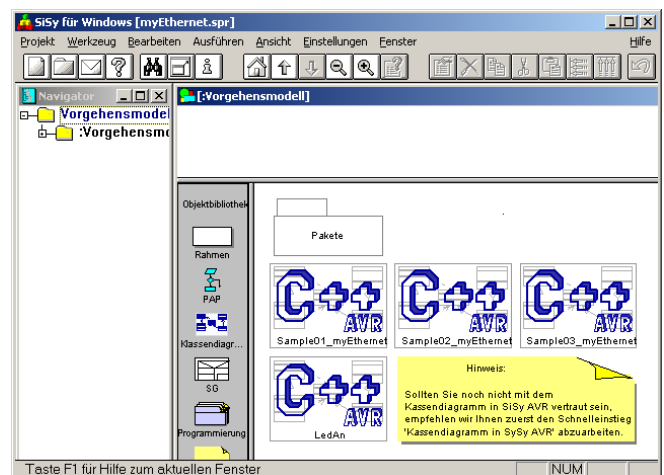 SiSy für Windows [myEthernet.spr]
Projekt Werkzeug Bearbeiten Ausführen Ansicht Einstellungen Fenster Hilfe
Navigator
Vorgehensmodel
:Vorgehensmo
[:Vorgehensmodell]
Objektbibliothek
Rahmen
PAP
Klassendiagr...
SG
Programmierung
Pakete
C++ AVR
Sample01_myEthernet
C++ AVR
Sample02_myEthernet
C++ AVR
Sample03_myEthernet
C++ AVR
LedAn
Hinweis:
Sollten Sie noch nicht mit dem
Kassendiagramm in SiSy AVR vertraut sein,
empfehlen wir Ihnen zuerst den Schnelleinstieg
'Kassendiagramm in SySy AVR' abzuarbeiten.
Taste F1 für Hilfe zum aktuellen Fenster
NUM